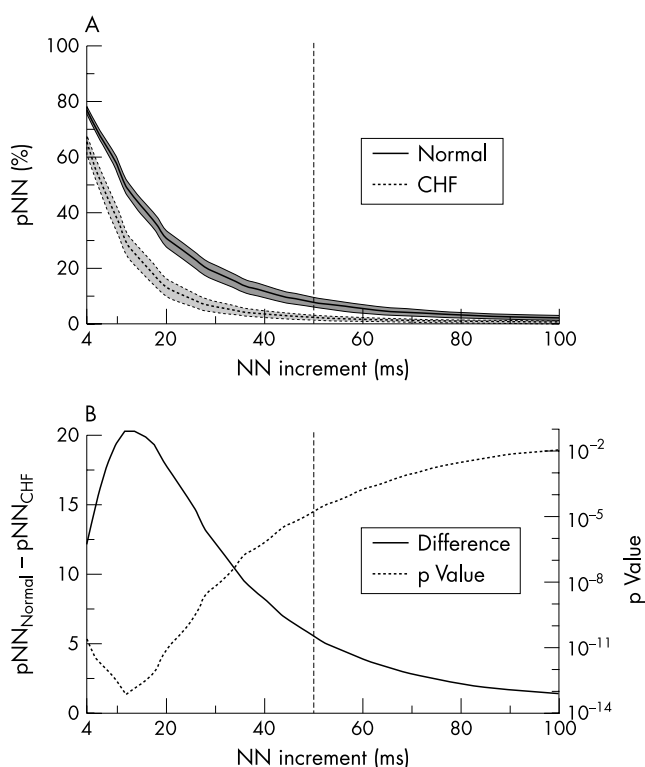 A
100
80
60
40
20
0
pNN (%)
Normal
CHF
4 20 40 60 80 100
NN increment (ms)
B
20
15
10
5
0
pNNNormal – pNNCHF
10–2
10–5
10–8
10–11
10–14
p Value
Difference
p Value
4 20 40 60 80 100
NN increment (ms)